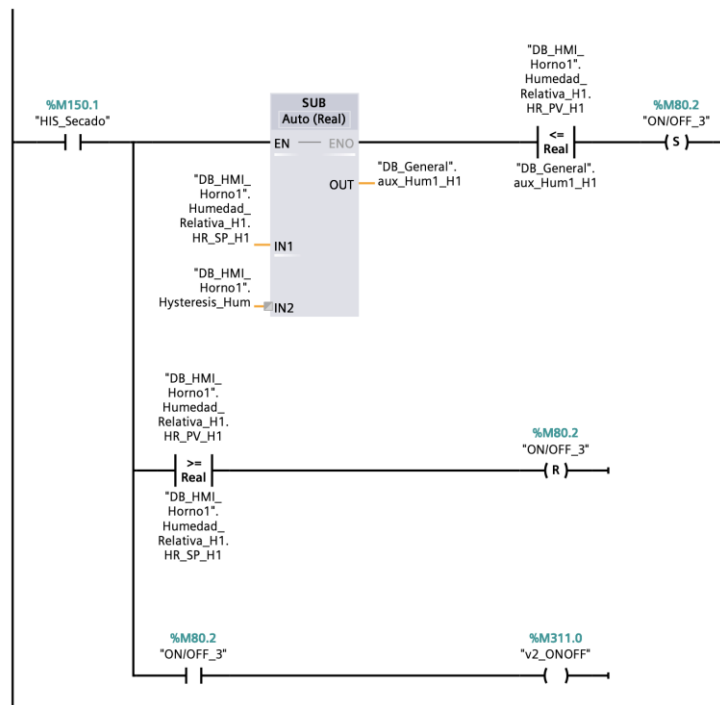 %M150.1
"HIS_Secado"
SUB
Auto (Real)
EN
ENO
"DB_HMI_
Horno1".
Humedad_
Relativa_H1.
HR_SP_H1
IN1
"DB_HMI_
Horno1".
Hysteresis_Hum
IN2
OUT
"DB_General".
aux_Hum1_H1
"DB_HMI_
Horno1".
Humedad_
Relativa_H1.
HR_PV_H1
<=
Real
"DB_General".
aux_Hum1_H1
%M80.2
"ON/OFF_3"
S
"DB_HMI_
Horno1".
Humedad_
Relativa_H1.
HR_PV_H1
>=
Real
"DB_HMI_
Horno1".
Humedad_
Relativa_H1.
HR_SP_H1
%M80.2
"ON/OFF_3"
R
%M80.2
"ON/OFF_3"
%M311.0
"v2_ONOFF"